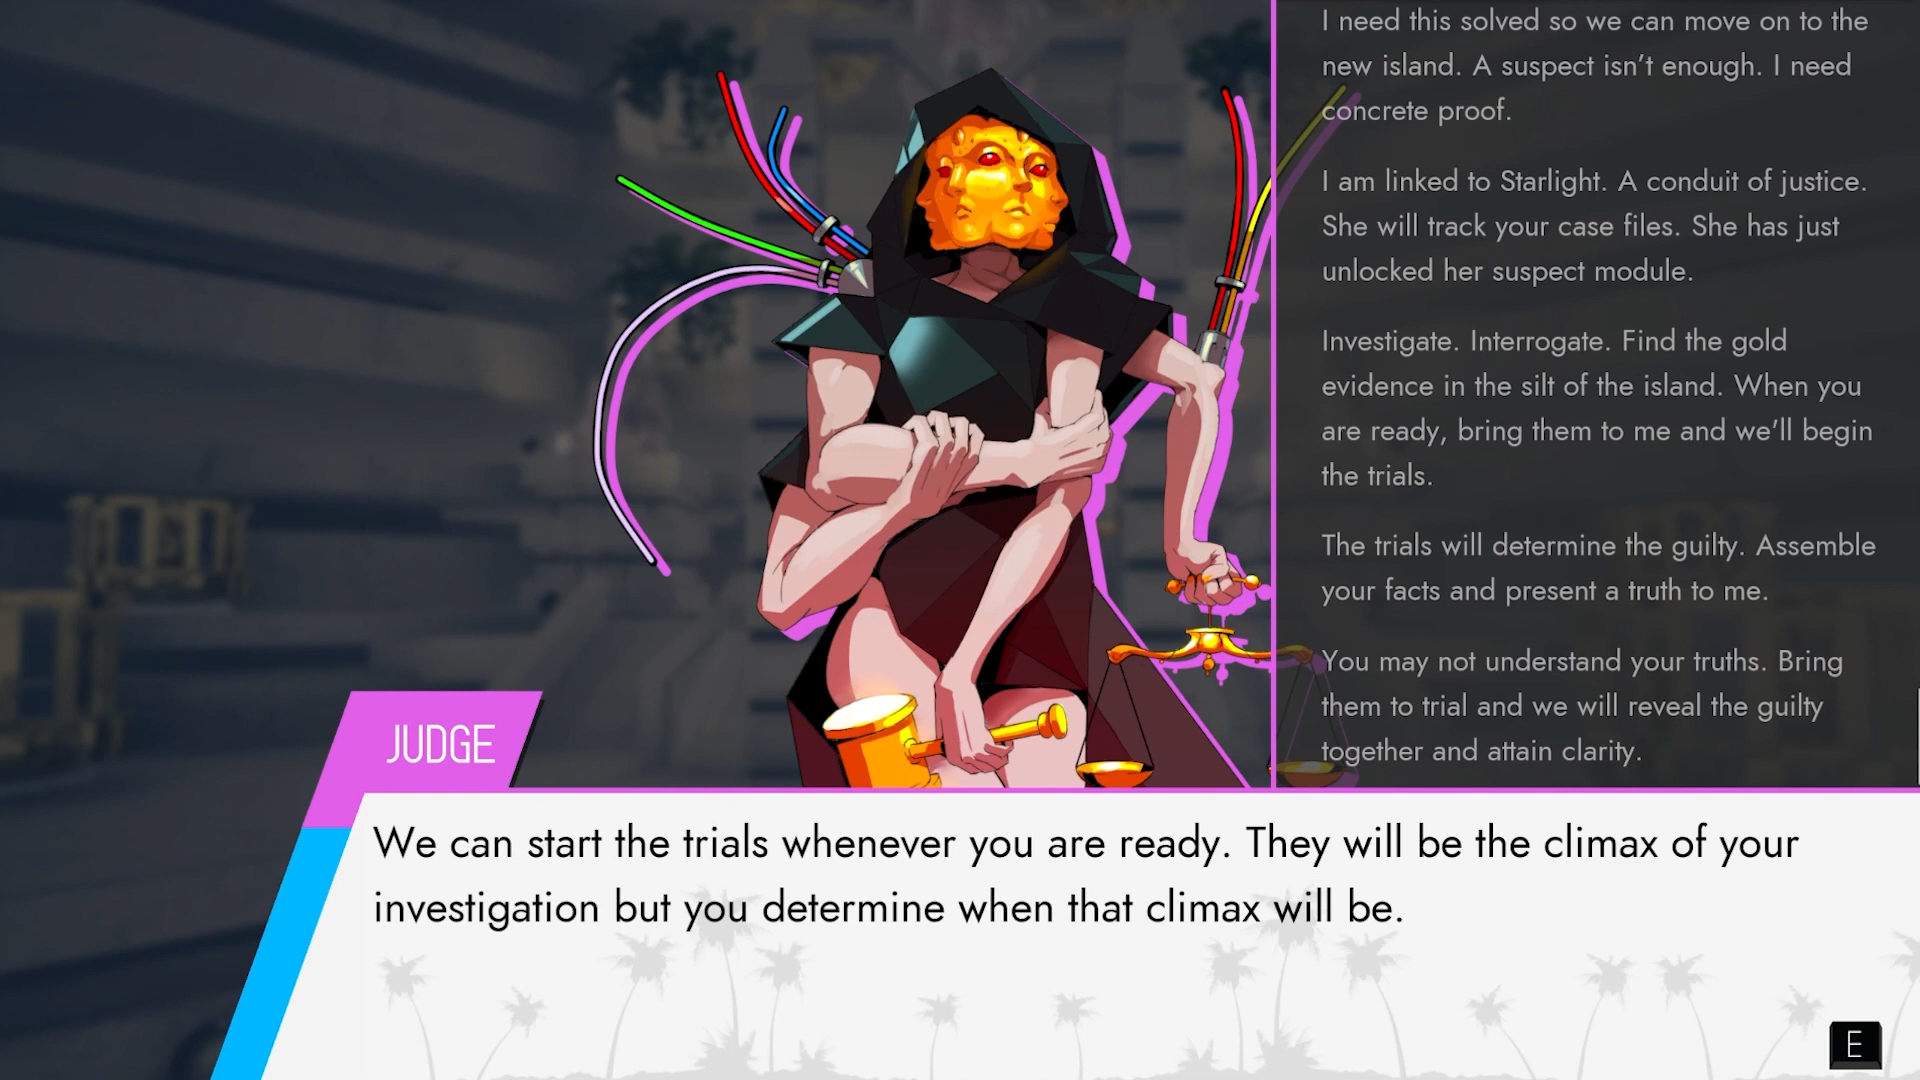 I need this solved so we can move on to the
new island. A suspect isn't enough. I need
concrete proof.
I am linked to Starlight. A conduit of justice.
She will track your case files. She has just
unlocked her suspect module.
Investigate. Interrogate. Find the gold
evidence in the silt of the island. When you
are ready, bring them to me and we'll begin
the trials.
The trials will determine the guilty. Assemble
your facts and present a truth to me.
You may not understand your truths. Bring
them to trial and we will reveal the guilty
together and attain clarity.
JUDGE
We can start the trials whenever you are ready. They will be the climax of your
investigation but you determine when that climax will be.
E